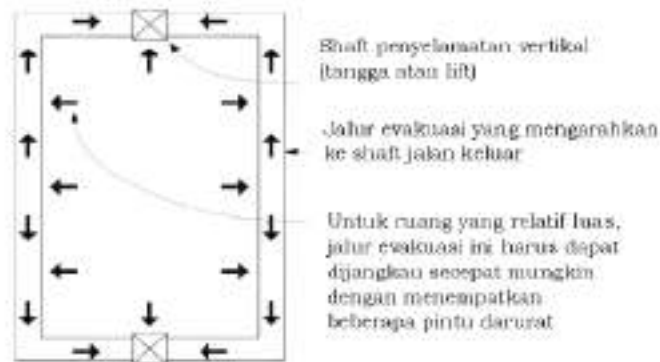 Shaft penyelamatan vertikal
(tangga atau lift)
Jalur evakuasi yang mengarahkan
ke shaft jalan keluar
Untuk ruang yang relatif luas,
jalur evakuasi ini harus dapat
dijangkau secepat mungkin
dengan menempatkan
beberapa pintu darurat